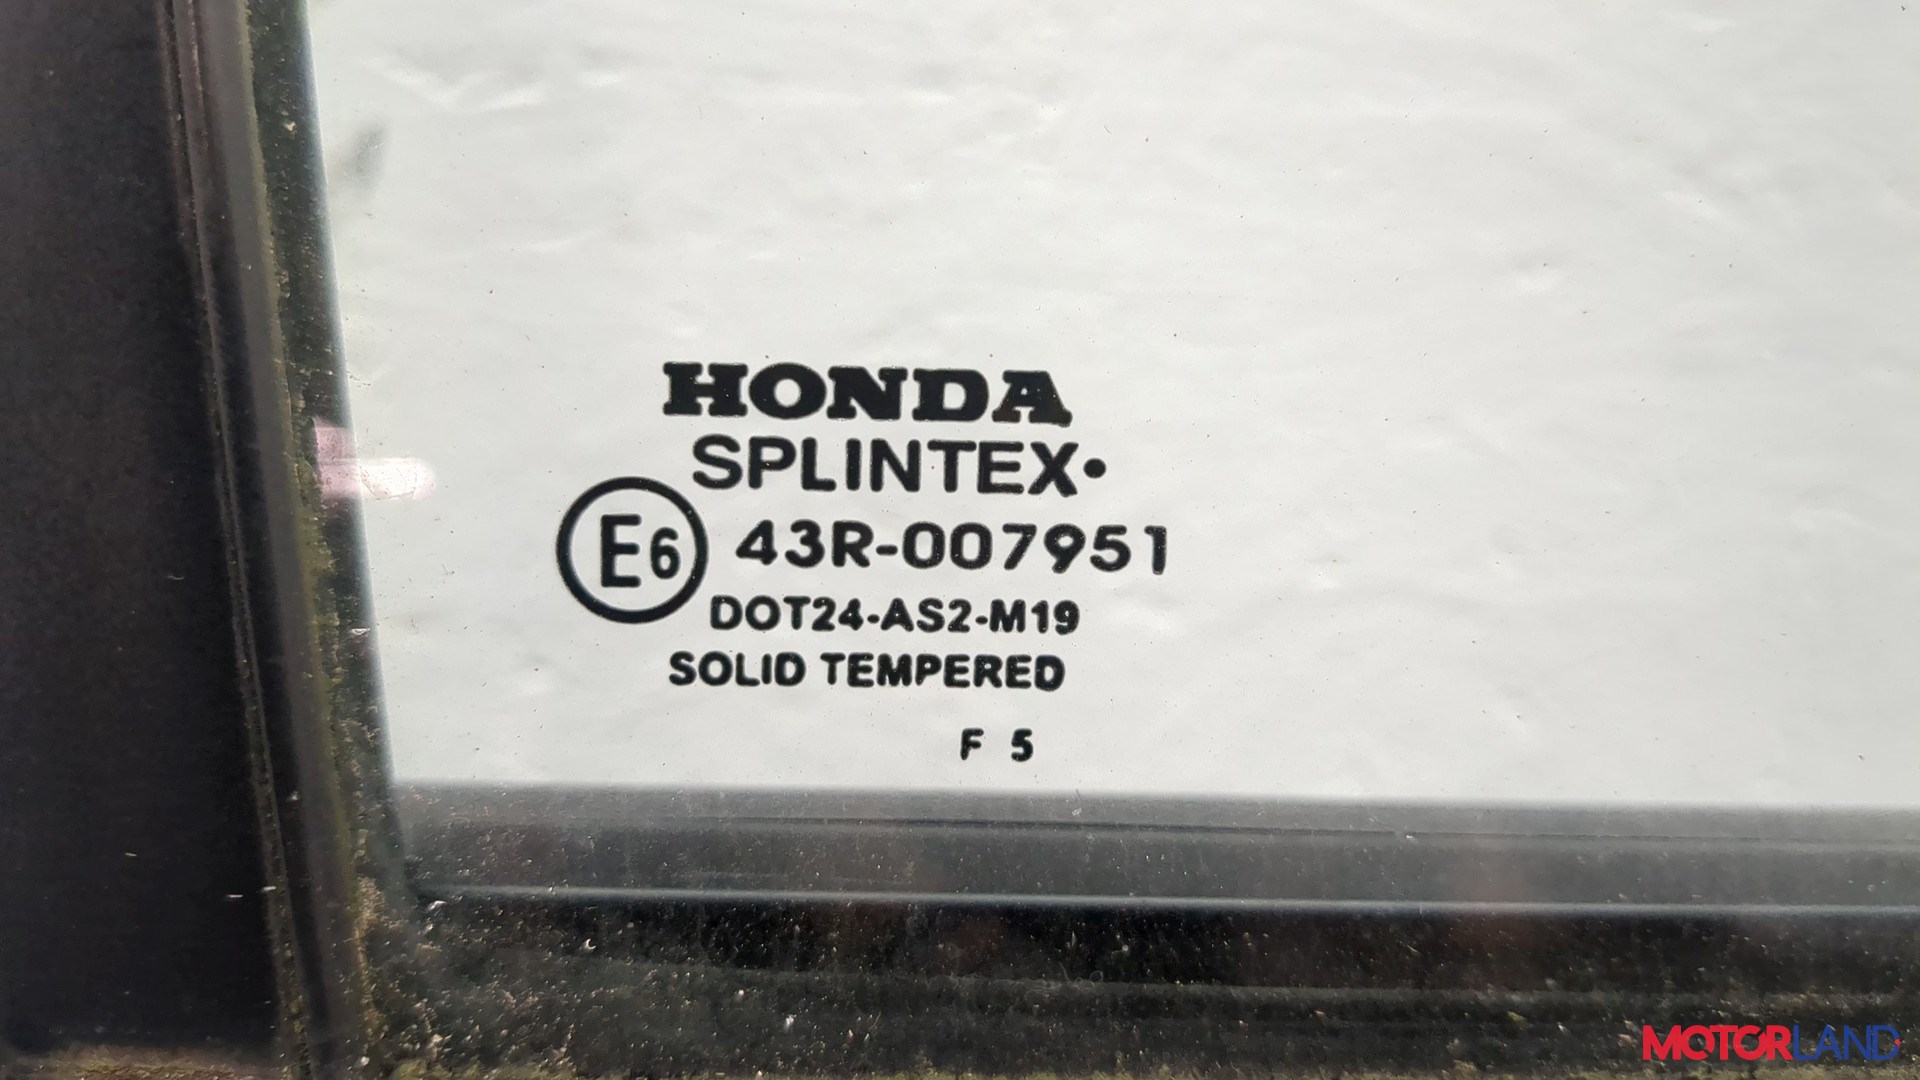 HONDA
SPLINTEX•
E6 43R-007951
DOT24-AS2-M19
SOLID TEMPERED
F 5
MOTORLAND